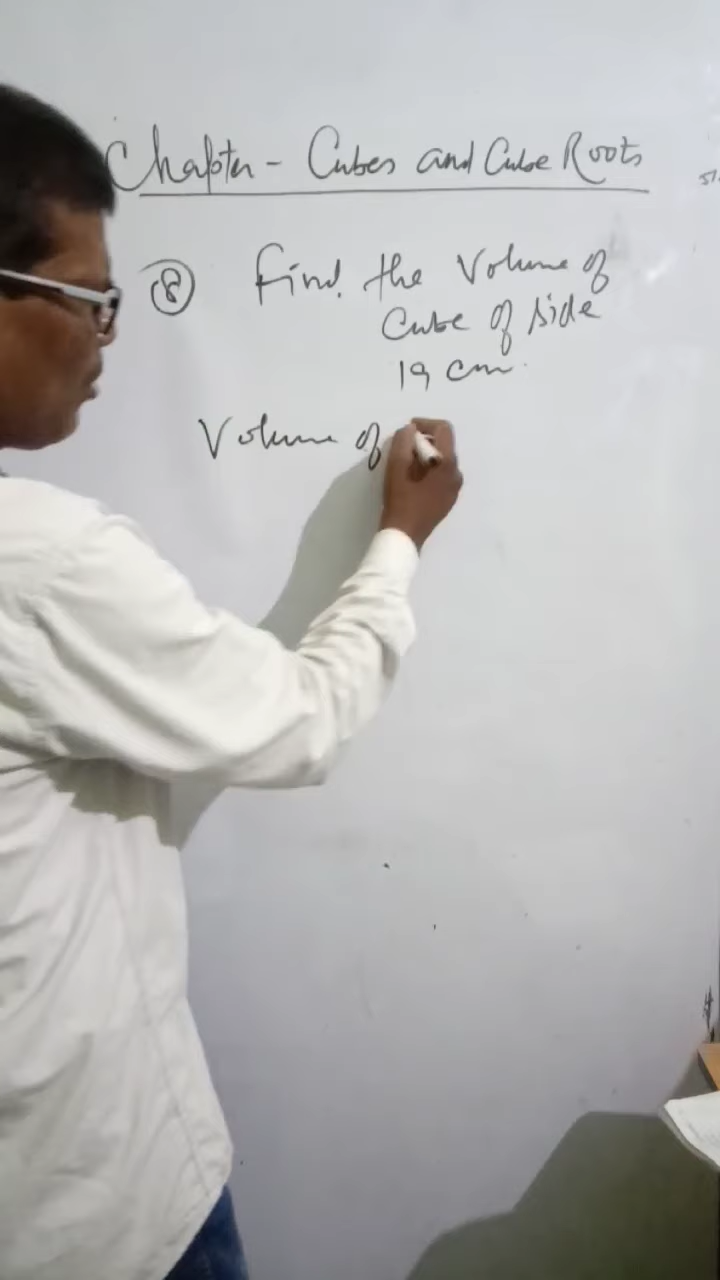 Chapter - Cubes and Cube Roots
⑧ Find the Volume of
Cube of side
19 cm.
Volume of